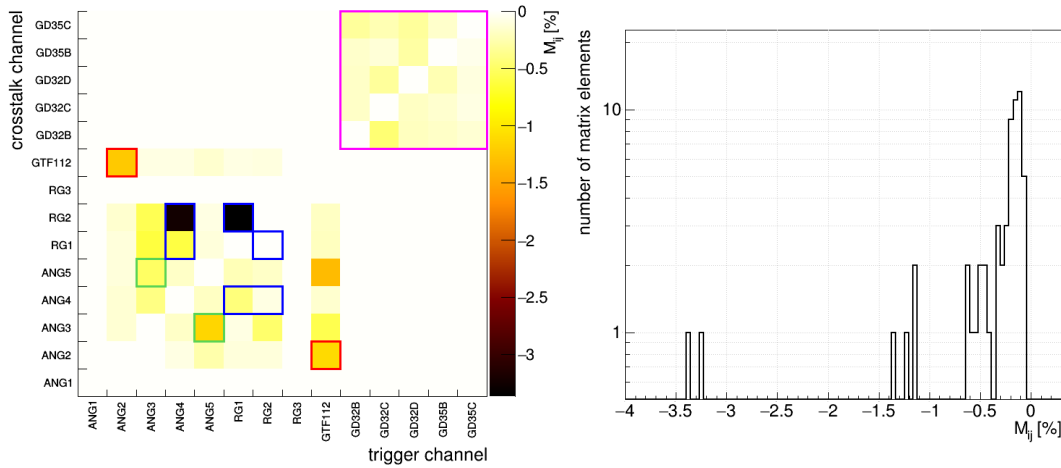 crosstalk channel
GD35C
GD35B
GD32D
GD32C
GD32B
GTF112
RG3
RG2
RG1
ANG5
ANG4
ANG3
ANG2
ANG1
ANG1
ANG2
ANG3
ANG4
ANG5
RG1
RG2
RG3
GTF112
GD32B
GD32C
GD32D
GD35B
GD35C
trigger channel
0
−0.5
−1
−1.5
−2
−2.5
−3
M_ij [%]
number of matrix elements
10
1
−4 −3.5 −3 −2.5 −2 −1.5 −1 −0.5 0
M_ij [%]